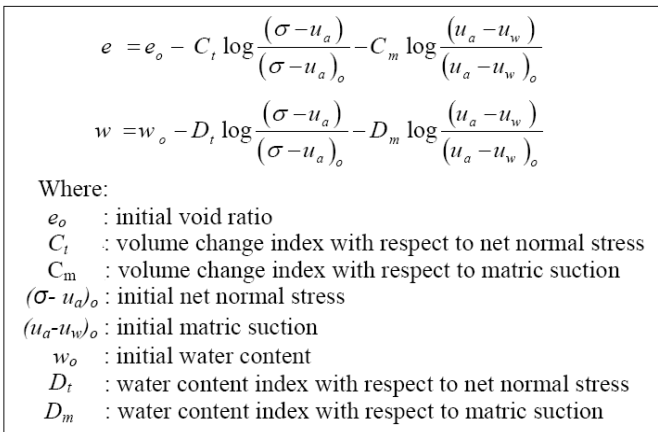 e = e_o − C_t log (σ−u_a)/(σ−u_a)_o − C_m log (u_a−u_w)/(u_a−u_w)_o
w = w_o − D_t log (σ−u_a)/(σ−u_a)_o − D_m log (u_a−u_w)/(u_a−u_w)_o
Where:
e_o : initial void ratio
C_t : volume change index with respect to net normal stress
C_m : volume change index with respect to matric suction
(σ- u_a)_o : initial net normal stress
(u_a-u_w)_o : initial matric suction
w_o : initial water content
D_t : water content index with respect to net normal stress
D_m : water content index with respect to matric suction